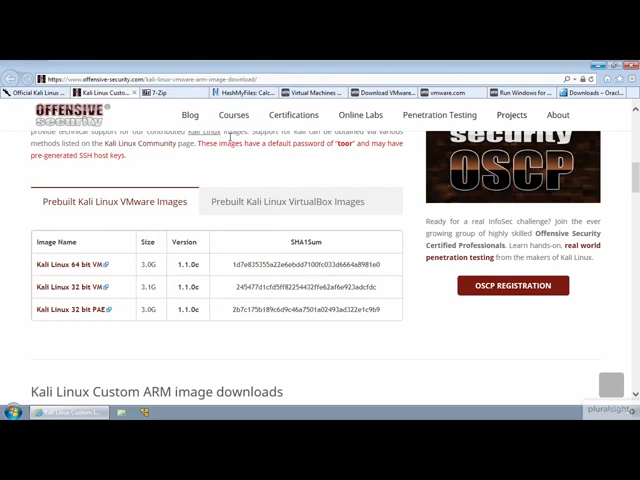 https://www.offensive-security.com/kali-linux-vmware-arm-image-download/
Official Kali Linux ...
Kali Linux Custo...
7-Zip
HashMyFiles: Calc...
Virtual Machines ...
Download VMware...
vmware.com
Run Windows for ...
Downloads – Oracl...
OFFENSIVE
security
Blog
Courses
Certifications
Online Labs
Penetration Testing
Projects
About
provide technical support for our contributed Kali Linux images. Support for Kali can be obtained via various
methods listed on the Kali Linux Community page. These images have a default password of "toor" and may have
pre-generated SSH host keys.
security
OSCP
Prebuilt Kali Linux VMware Images
Prebuilt Kali Linux VirtualBox Images
Image Name Size Version SHA1Sum
Kali Linux 64 bit VM 3.0G 1.1.0c 1d7e835355a22e6ebdd7100fc033d6664a8981e0
Kali Linux 32 bit VM 3.1G 1.1.0c 245477d1cfd5ff82254432ffe62af6e923adcfdc
Kali Linux 32 bit PAE 3.0G 1.1.0c 2b7c175b189c6d9c46a7501a02493ad322e1c9b9
Ready for a real InfoSec challenge? Join the ever
growing group of highly skilled Offensive Security
Certified Professionals. Learn hands-on, real world
penetration testing from the makers of Kali Linux.
OSCP REGISTRATION
Kali Linux Custom ARM image downloads
Kali Linux Custom I...
pluralsight